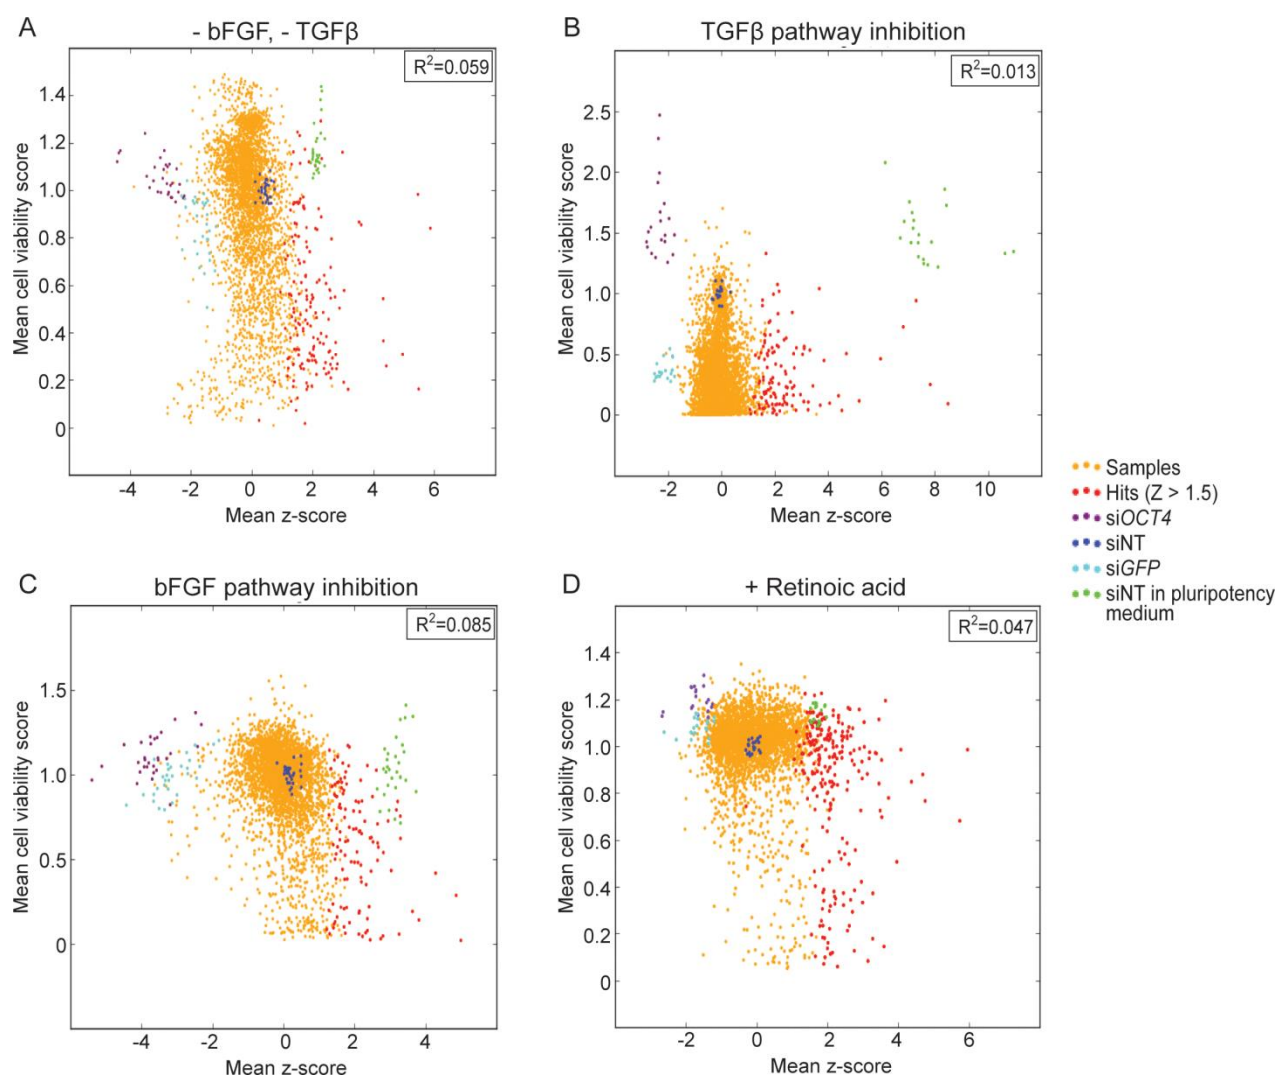 A
- bFGF, - TGFβ
R²=0.059
Mean cell viability score
1.4
1.2
1.0
0.8
0.6
0.4
0.2
0
-4
-2
0
2
4
6
Mean z-score
B
TGFβ pathway inhibition
R²=0.013
Mean cell viability score
2.5
2.0
1.5
1.0
0.5
0
-2
0
2
4
6
8
10
Mean z-score
Samples
Hits (Z > 1.5)
siOCT4
siNT
siGFP
siNT in pluripotency
medium
C
bFGF pathway inhibition
R²=0.085
Mean cell viability score
1.5
1.0
0.5
0
-4
-2
0
2
4
Mean z-score
D
+ Retinoic acid
R²=0.047
Mean cell viability score
1.4
1.2
1.0
0.8
0.6
0.4
0.2
0
-2
0
2
4
6
Mean z-score